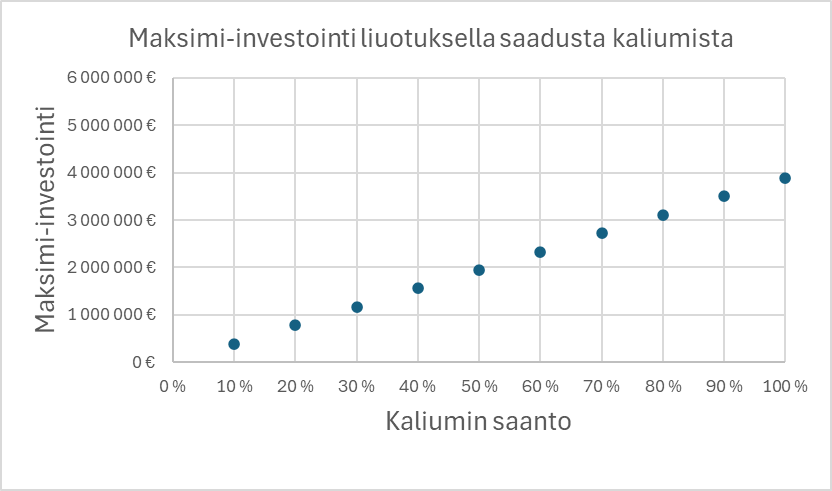 Maksimi-investointi liuotuksella saadusta kaliumista
6 000 000 €
5 000 000 €
4 000 000 €
3 000 000 €
2 000 000 €
1 000 000 €
0 €
Maksimi-investointi
0 % 10 % 20 % 30 % 40 % 50 % 60 % 70 % 80 % 90 % 100 %
Kaliumin saanto